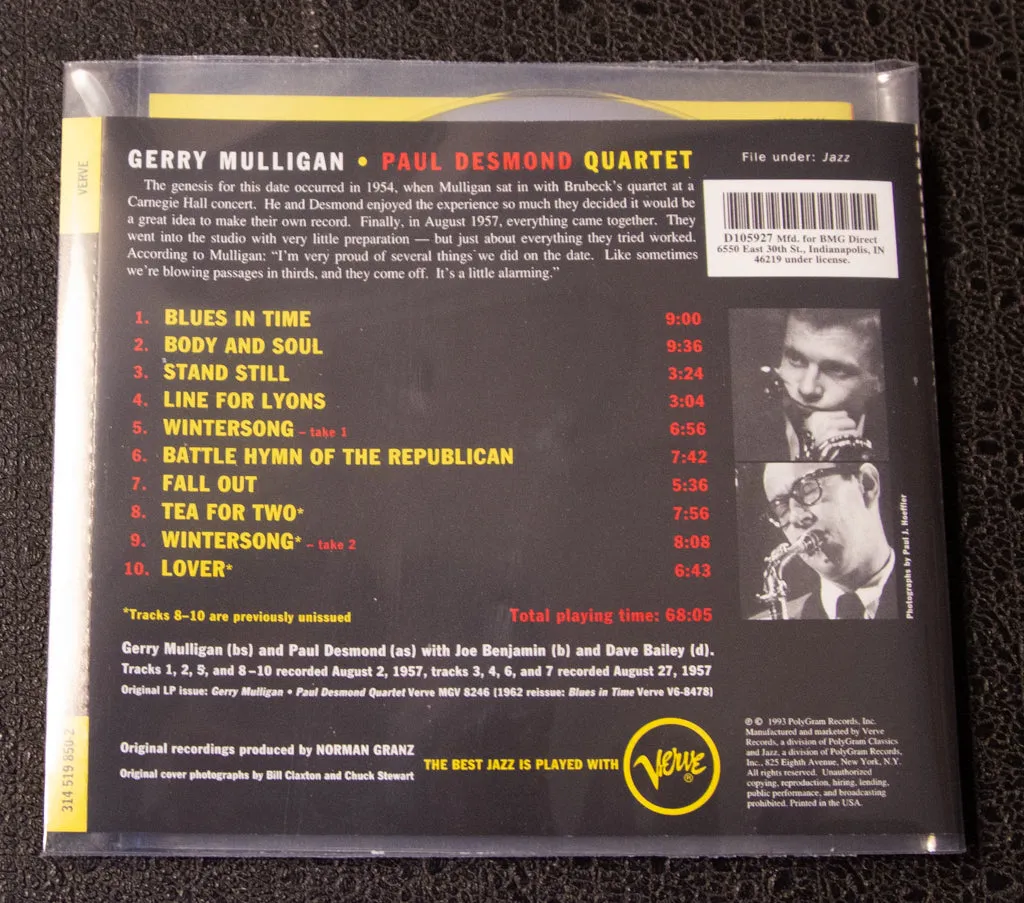 VERVE
GERRY MULLIGAN • PAUL DESMOND QUARTET
File under: Jazz
The genesis for this date occurred in 1954, when Mulligan sat in with Brubeck's quartet at a
Carnegie Hall concert. He and Desmond enjoyed the experience so much they decided it would be
a great idea to make their own record. Finally, in August 1957, everything came together. They
went into the studio with very little preparation — but just about everything they tried worked.
According to Mulligan: "I'm very proud of several things we did on the date. Like sometimes
we're blowing passages in thirds, and they come off. It's a little alarming."
D105927 Mfd. for BMG Direct
6550 East 30th St., Indianapolis, IN
46219 under license.
1. BLUES IN TIME 9:00
2. BODY AND SOUL 9:36
3. STAND STILL 3:24
4. LINE FOR LYONS 3:04
5. WINTERSONG – take 1 6:56
6. BATTLE HYMN OF THE REPUBLICAN 7:42
7. FALL OUT 5:36
8. TEA FOR TWO* 7:56
9. WINTERSONG* – take 2 8:08
10. LOVER* 6:43
Photographs by Paul J. Hoeffler
*Tracks 8–10 are previously unissued
Total playing time: 68:05
Gerry Mulligan (bs) and Paul Desmond (as) with Joe Benjamin (b) and Dave Bailey (d).
Tracks 1, 2, 5, and 8–10 recorded August 2, 1957, tracks 3, 4, 6, and 7 recorded August 27, 1957
Original LP issue: Gerry Mulligan • Paul Desmond Quartet Verve MGV 8246 (1962 reissue: Blues in Time Verve V6-8478)
314 519 850-2
Original recordings produced by NORMAN GRANZ
Original cover photographs by Bill Claxton and Chuck Stewart
THE BEST JAZZ IS PLAYED WITH
Verve®
℗ © 1993 PolyGram Records, Inc.
Manufactured and marketed by Verve
Records, a division of PolyGram Classics
and Jazz, a division of PolyGram Records,
Inc., 825 Eighth Avenue, New York, N.Y.
All rights reserved. Unauthorized
copying, reproduction, hiring, lending,
public performance, and broadcasting
prohibited. Printed in the USA.